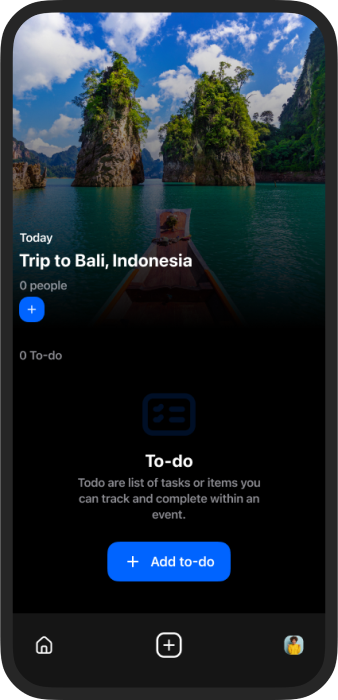 Today
Trip to Bali, Indonesia
0 people
0 To-do
To-do
Todo are list of tasks or items you
can track and complete within an
event.
Add to-do